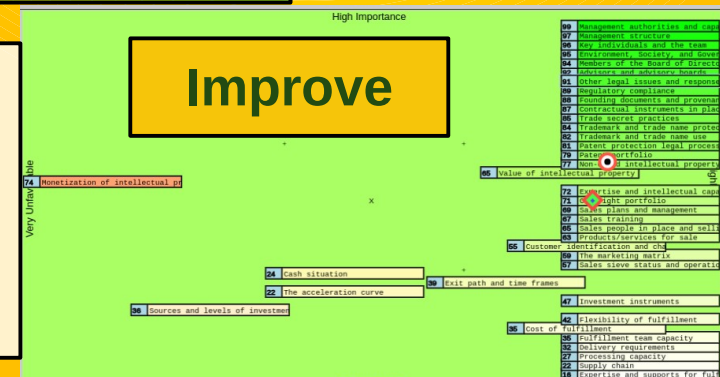 High Importance
Improve
Very Unfav able
99 Management authorities and capa
97 Management structure
96 Key individuals and the team
95 Environment, Society, and Gover
94 Members of the Board of Directo
92 Advisors and advisory boards
91 Other legal issues and response
89 Regulatory compliance
88 Founding documents and provenan
87 Contractual instruments in plac
85 Trade secret practices
84 Trademark and trade name protec
82 Trademark and trade name use
81 Patent protection legal process
79 Patent portfolio
77 Non- d intellectual property
65 Value of intellectual property
74 Monetization of intellectual pr
72 Expertise and intellectual capa
71 right portfolio
69 Sales plans and management
67 Sales training
65 Sales people in place and selli
63 Products/services for sale
55 Customer identification and cha
59 The marketing matrix
57 Sales sieve status and operatio
24 Cash situation
39 Exit path and time frames
22 The acceleration curve
47 Investment instruments
36 Sources and levels of investmen
42 Flexibility of fulfillment
35 Cost of fulfillment
35 Fulfillment team capacity
32 Delivery requirements
27 Processing capacity
22 Supply chain
16 Expertise and supports for fulf